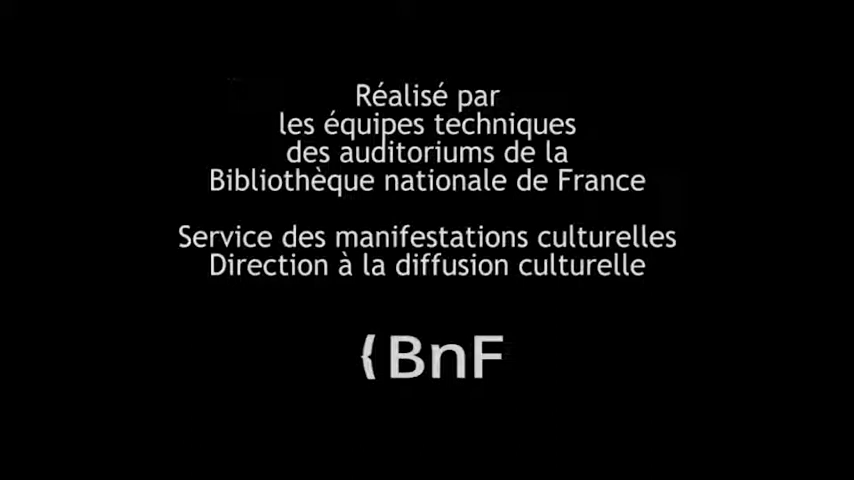 Réalisé par
les équipes techniques
des auditoriums de la
Bibliothèque nationale de France
Service des manifestations culturelles
Direction à la diffusion culturelle
{BnF